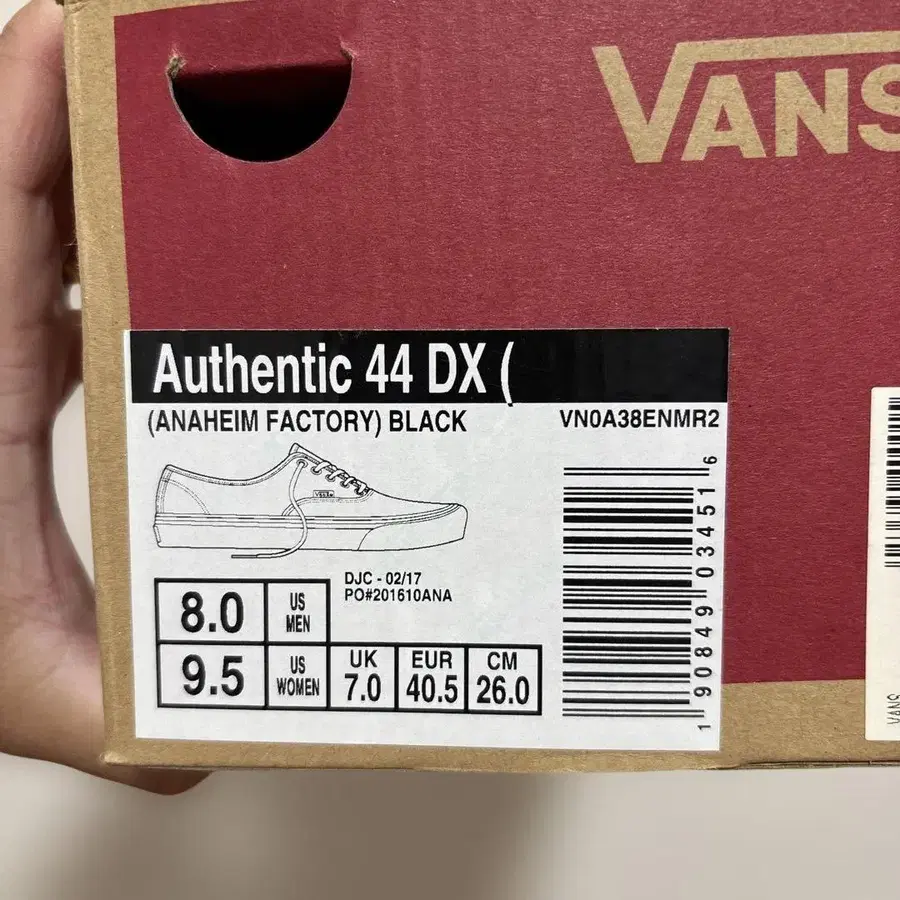 VANS
Authentic 44 DX (
(ANAHEIM FACTORY) BLACK
VN0A38ENMR2
DJC - 02/17
PO#201610ANA
8.0 US MEN
9.5 US WOMEN
UK 7.0
EUR 40.5
CM 26.0
1 90849 03451 6
VANS